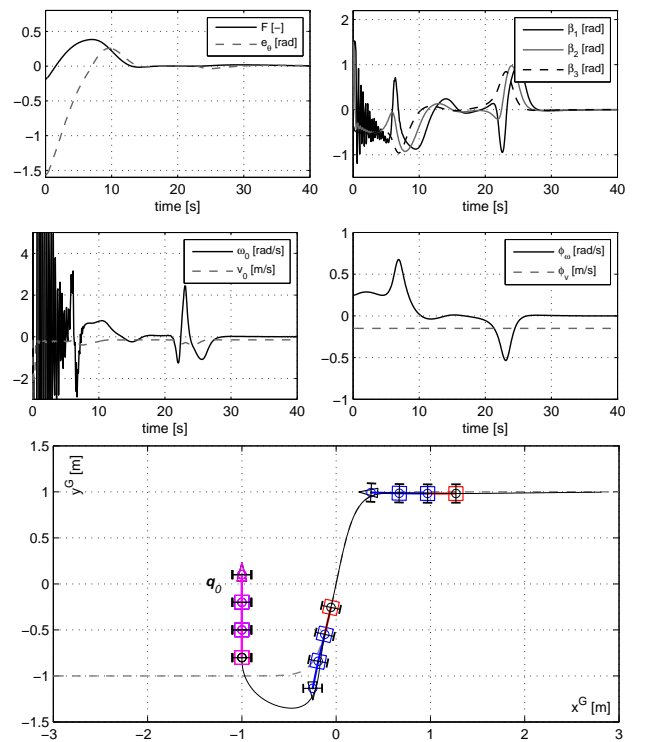 0.5
0
−0.5
−1
−1.5
0 10 20 30 40
time [s]
F [-]
e_θ [rad]
2
1
0
−1
0 10 20 30 40
time [s]
β_1 [rad]
β_2 [rad]
β_3 [rad]
4
2
0
−2
0 10 20 30 40
time [s]
ω_0 [rad/s]
v_0 [m/s]
1
0.5
0
−0.5
−1
0 10 20 30 40
time [s]
ϕ_ω [rad/s]
ϕ_v [m/s]
1.5
1
0.5
0
−0.5
−1
−1.5
y^G [m]
q_0
x^G [m]
−3 −2 −1 0 1 2 3